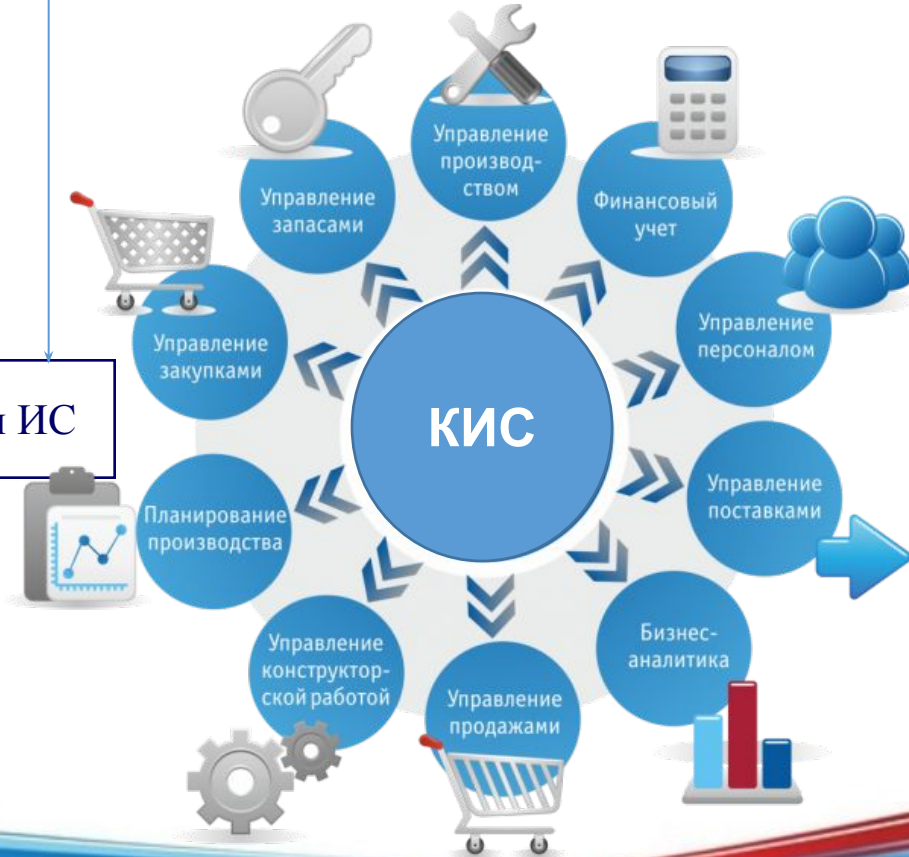 Управление
производ-
ством
Финансовый
учет
Управление
персоналом
Управление
поставками
Бизнес-
аналитика
Управление
продажами
Управление
конструктор-
ской работой
Планирование
производства
Управление
закупками
Управление
запасами
КИС
ИС